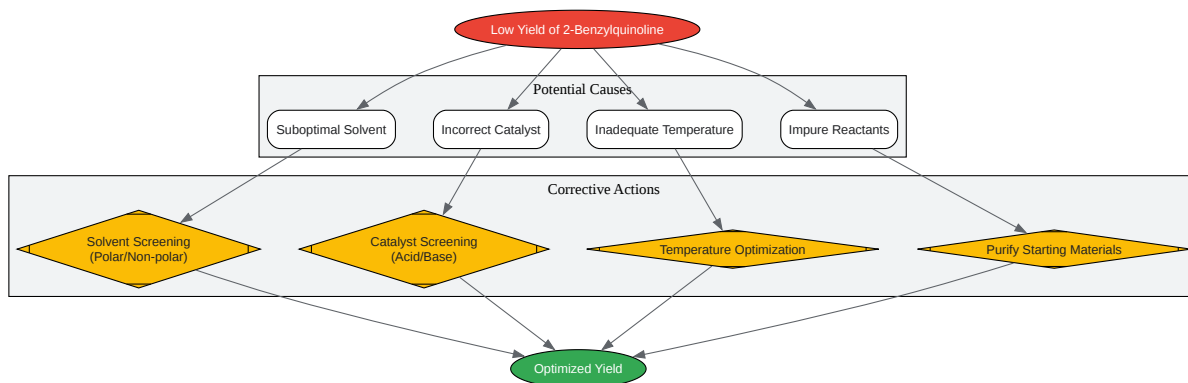 Low Yield of 2-Benzylquinoline
Potential Causes
Suboptimal Solvent
Incorrect Catalyst
Inadequate Temperature
Impure Reactants
Corrective Actions
Solvent Screening
(Polar/Non-polar)
Catalyst Screening
(Acid/Base)
Temperature Optimization
Purify Starting Materials
Optimized Yield